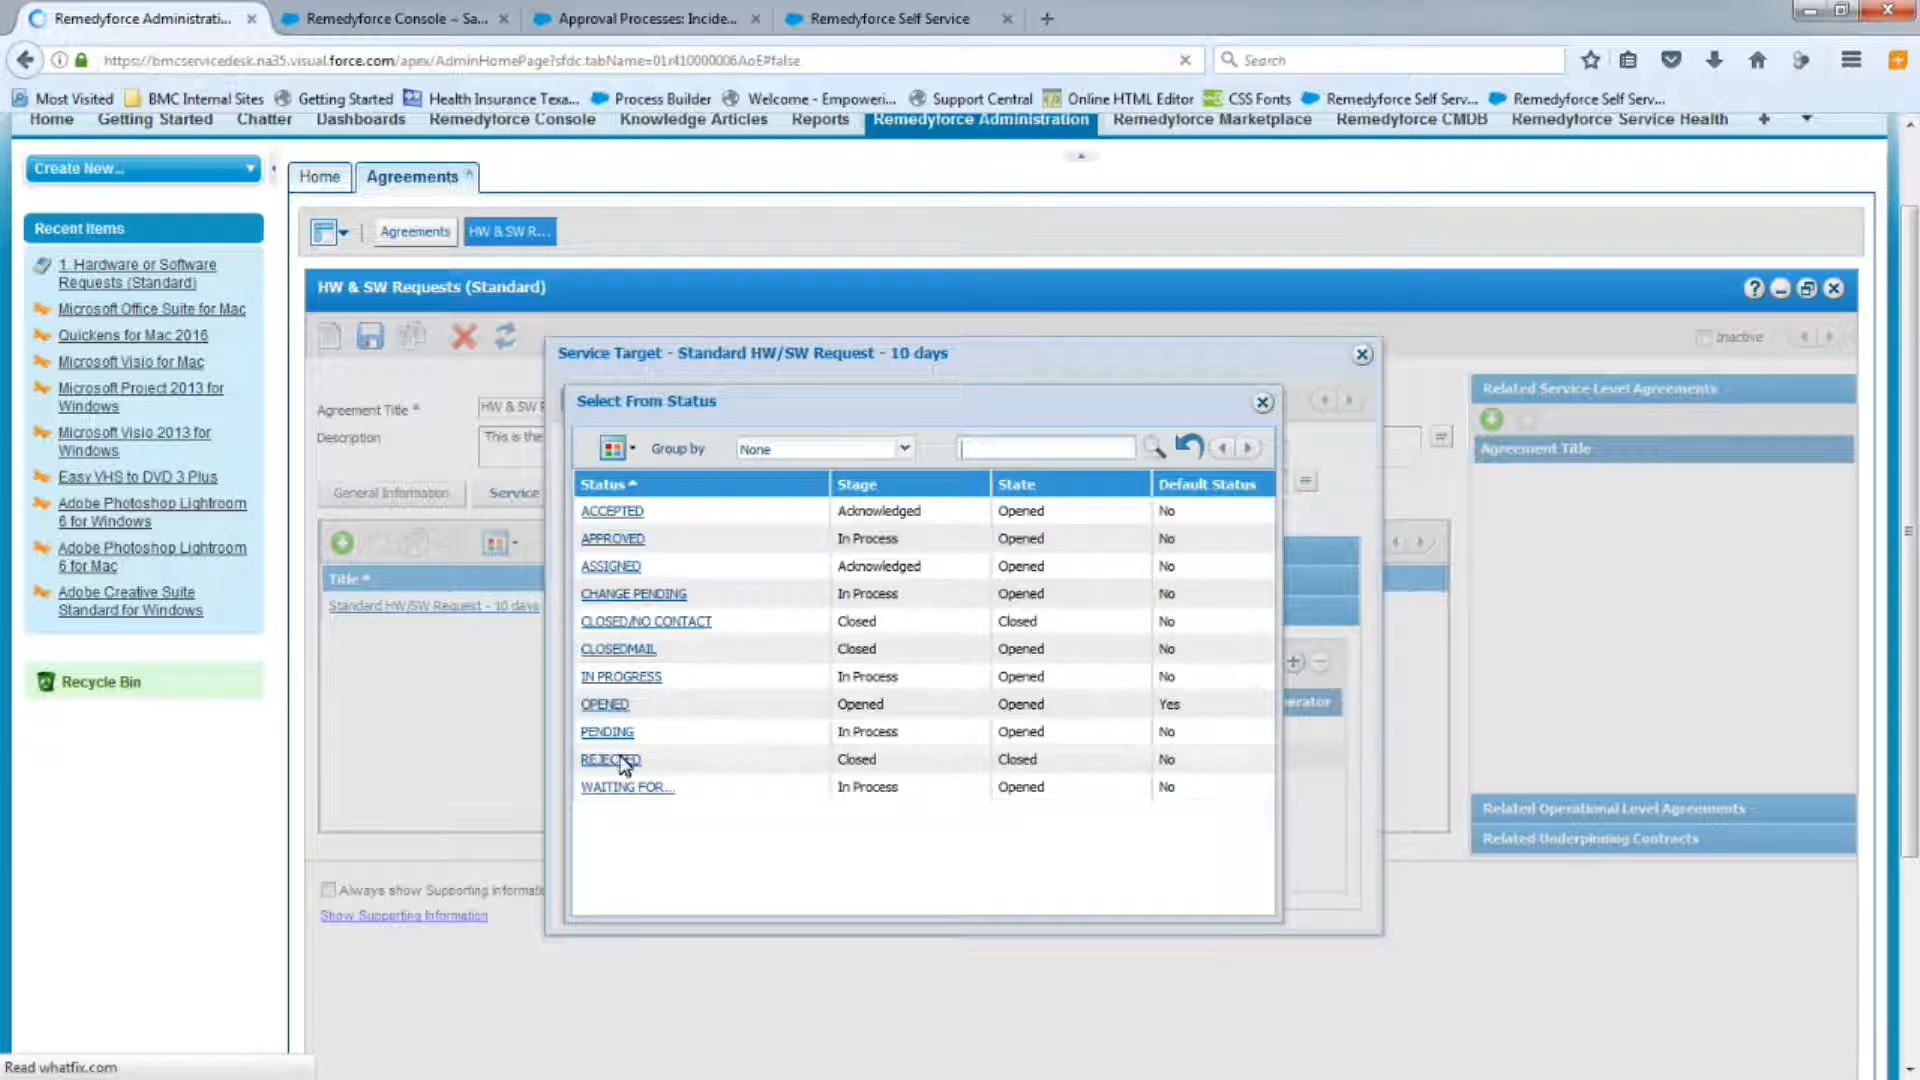 Remedyforce Administrati...
Remedyforce Console – Sa...
Approval Processes: Incide...
Remedyforce Self Service
https://bmcservicedesk.na35.visual.force.com/apex/AdminHomePage?sfdc.tabName=01r410000006AoE#false
Search
Most Visited
BMC Internal Sites
Getting Started
Health Insurance Texa...
Process Builder
Welcome - Empoweri...
Support Central
Online HTML Editor
CSS Fonts
Remedyforce Self Serv...
Remedyforce Self Serv...
Home
Getting Started
Chatter
Dashboards
Remedyforce Console
Knowledge Articles
Reports
Remedyforce Administration
Remedyforce Marketplace
Remedyforce CMDB
Remedyforce Service Health
Create New...
Home
Agreements
Recent Items
1. Hardware or Software
Requests (Standard)
Microsoft Office Suite for Mac
Quickens for Mac 2016
Microsoft Visio for Mac
Microsoft Project 2013 for
Windows
Microsoft Visio 2013 for
Windows
Easy VHS to DVD 3 Plus
Adobe Photoshop Lightroom
6 for Windows
Adobe Photoshop Lightroom
6 for Mac
Adobe Creative Suite
Standard for Windows
Recycle Bin
Agreements
HW & SW R...
HW & SW Requests (Standard)
Inactive
Agreement Title *
HW & SW R
Description
This is the
General Information
Service
Title
Standard HW/SW Request - 10 days
Always show Supporting Informati
Show Supporting Information
Service Target - Standard HW/SW Request - 10 days
Select From Status
Group by
None
Status Stage State Default Status
ACCEPTED Acknowledged Opened No
APPROVED In Process Opened No
ASSIGNED Acknowledged Opened No
CHANGE PENDING In Process Opened No
CLOSED/NO CONTACT Closed Closed No
CLOSEDMAIL Closed Opened No
IN PROGRESS In Process Opened No
OPENED Opened Opened Yes
PENDING In Process Opened No
REJECTED Closed Closed No
WAITING FOR... In Process Opened No
erator
Related Service Level Agreements
Agreement Title
Related Operational Level Agreements
Related Underpinning Contracts
Read whatfix.com